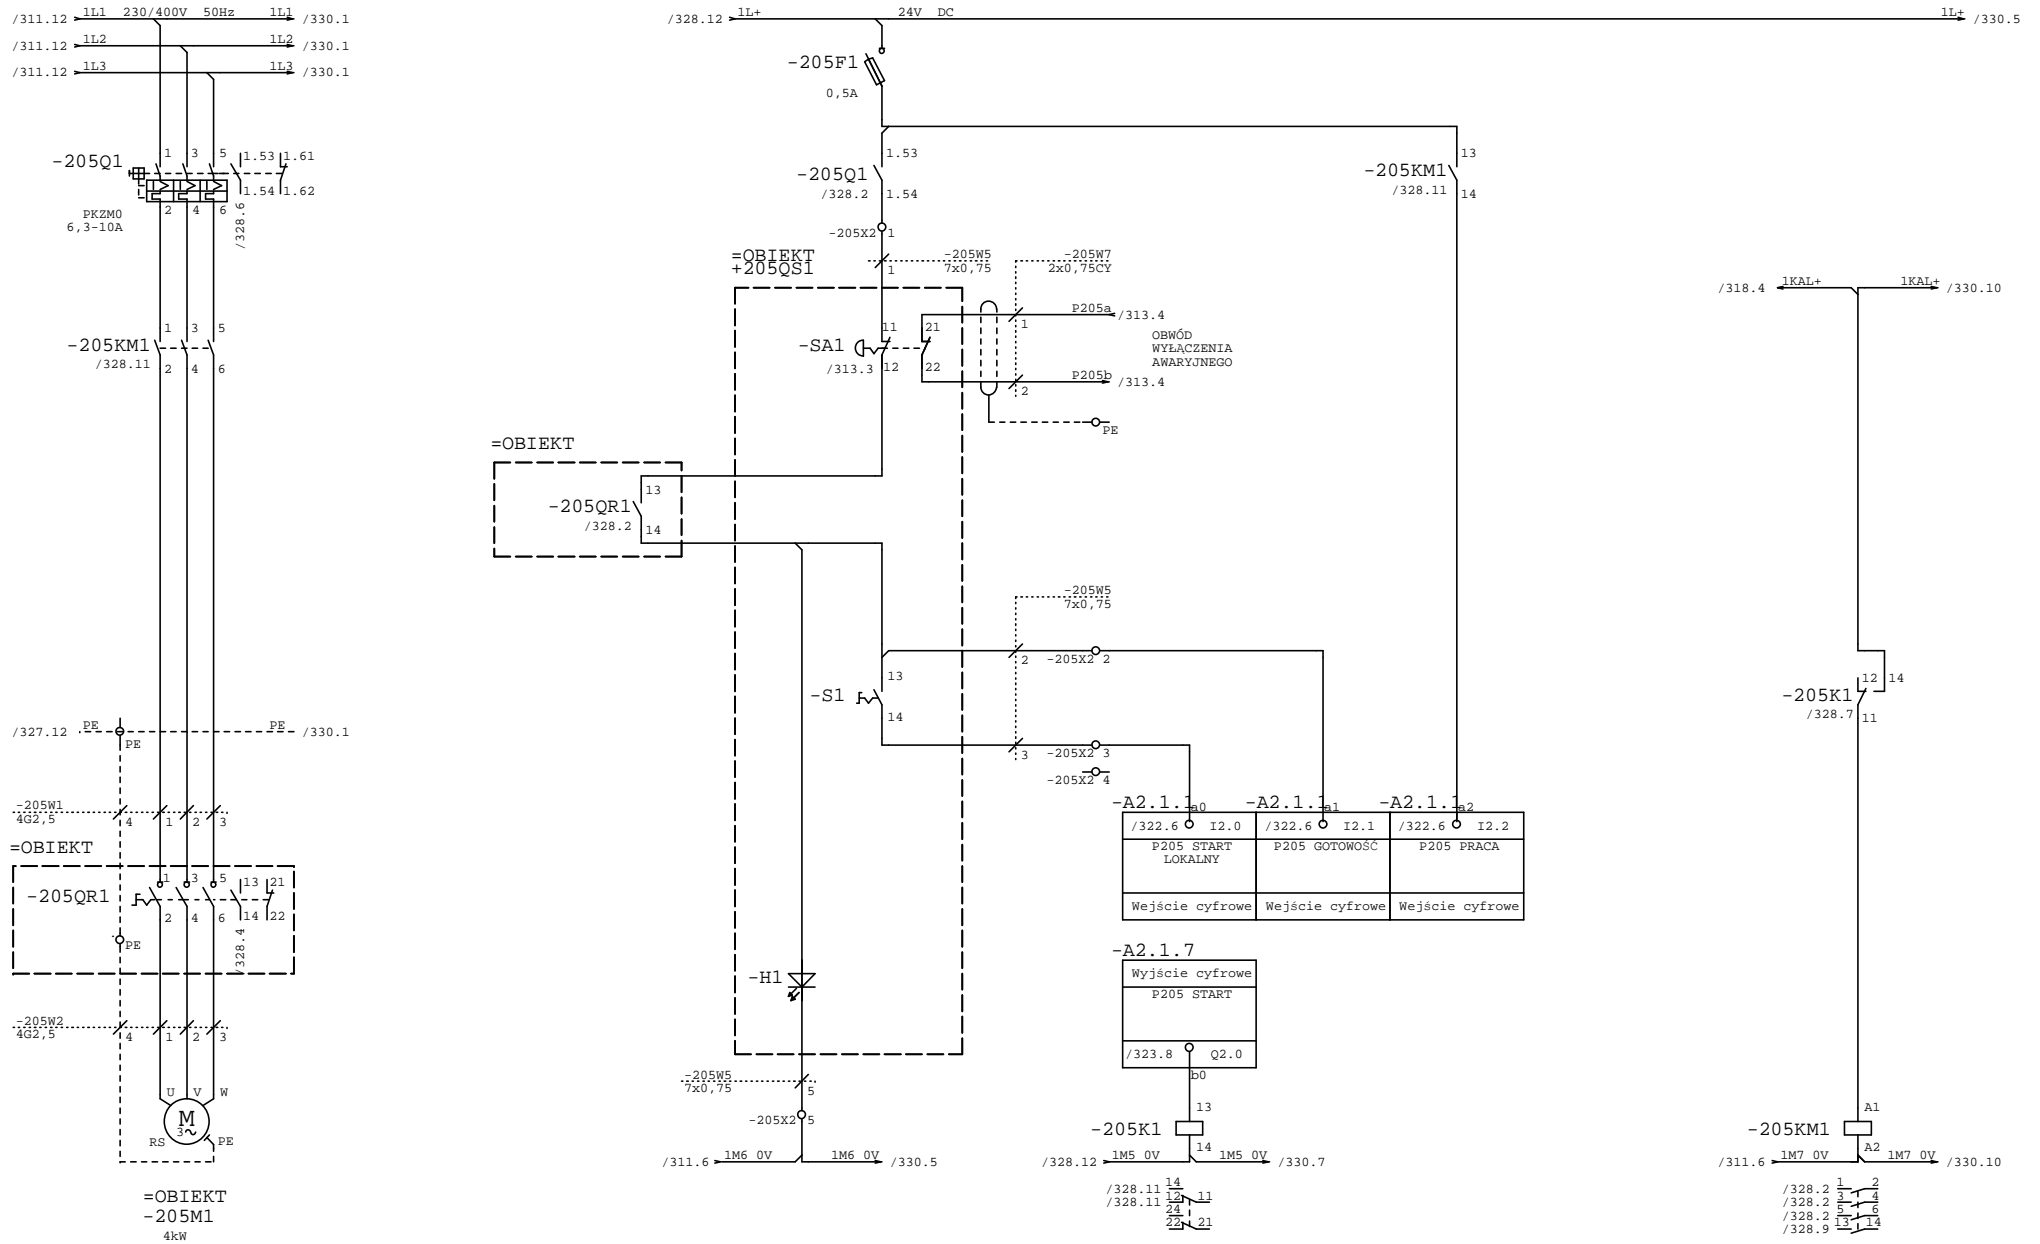 /311.12 1L1 230/400V 50Hz 1L1 /330.1
/311.12 1L2 1L2 /330.1
/311.12 1L3 1L3 /330.1
-205Q1
1 3 5 1.53 1.61
1.54 1.62
2 4 6
PKZM0
6,3-10A
/328.6
1 3 5
-205KM1
/328.11
2 4 6
/327.12 PE PE /330.1
PE
-205W1
4G2,5
4 1 2 3
=OBIEKT
1 3 5 13 21
-205QR1
2 4 6 14 22
/328.4
PE
-205W2
4G2,5
4 1 2 3
U V W
M
3~
RS PE
=OBIEKT
-205M1
4kW
/328.12 1L+ 24V DC 1L+ /330.5
-205F1
0,5A
1.53
-205Q1
/328.2 1.54
-205X2 1
=OBIEKT
+205QS1
1
-205W5
7x0,75
-205W7
2x0,75CY
P205a /313.4
1
OBWÓD
WYŁĄCZENIA
AWARYJNEGO
11 21
-SA1
/313.3 12 22
P205b /313.4
2
PE
=OBIEKT
13
-205QR1
/328.2 14
-205W5
7x0,75
2 -205X2 2
13
-S1
14
3 -205X2 3
-205X2 4
-H1
-205W5
7x0,75
5
-205X2 5
/311.6 1M6 0V 1M6 0V /330.5
13
-205KM1
/328.11 14
-A2.1.1 a0 -A2.1.1 a1 -A2.1.1 a2
/322.6 I2.0 /322.6 I2.1 /322.6 I2.2
P205 START
LOKALNY
P205 GOTOWOŚĆ
P205 PRACA
Wejście cyfrowe Wejście cyfrowe Wejście cyfrowe
-A2.1.7
Wyjście cyfrowe
P205 START
/323.8 Q2.0
b0
13
-205K1
14
/328.12 1M5 0V 1M5 0V /330.7
/328.11 14
/328.11 12 11
24
22 21
/318.4 1KAL+ 1KAL+ /330.10
12 14
-205K1
/328.7 11
A1
-205KM1
A2
/311.6 1M7 0V 1M7 0V /330.10
/328.2 1 2
/328.2 3 4
/328.2 5 6
/328.9 13 14